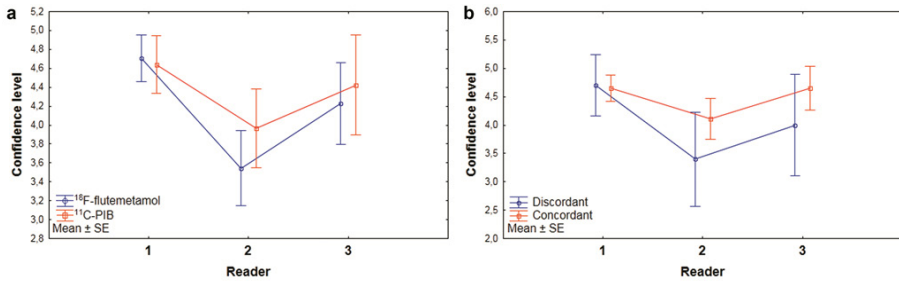 a
5,2
5,0
4,8
4,6
4,4
4,2
4,0
3,8
3,6
3,4
3,2
3,0
2,8
Confidence level
¹⁸F-flutemetamol
¹¹C-PIB
Mean ± SE
1 2 3
Reader
b
6,0
5,5
5,0
4,5
4,0
3,5
3,0
2,5
2,0
Confidence level
Discordant
Concordant
Mean ± SE
1 2 3
Reader